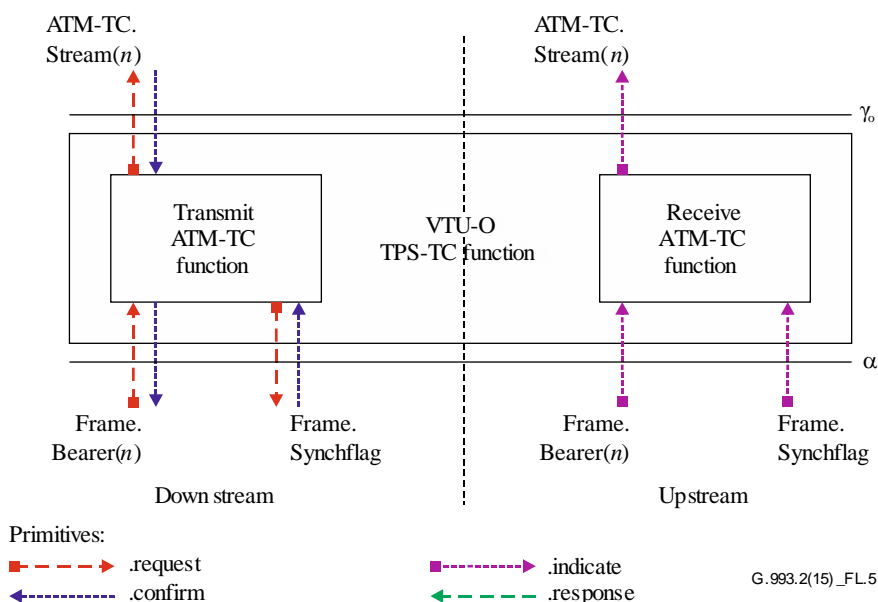 ATM-TC.
Stream(n)
ATM-TC.
Stream(n)
γo
Transmit
ATM-TC
function
VTU-O
TPS-TC function
Receive
ATM-TC
function
α
Frame.
Bearer(n)
Frame.
Synchflag
Frame.
Bearer(n)
Frame.
Synchflag
Down stream
Upstream
Primitives:
.request
.indicate
.confirm
.response
G.993.2(15)_FL.5